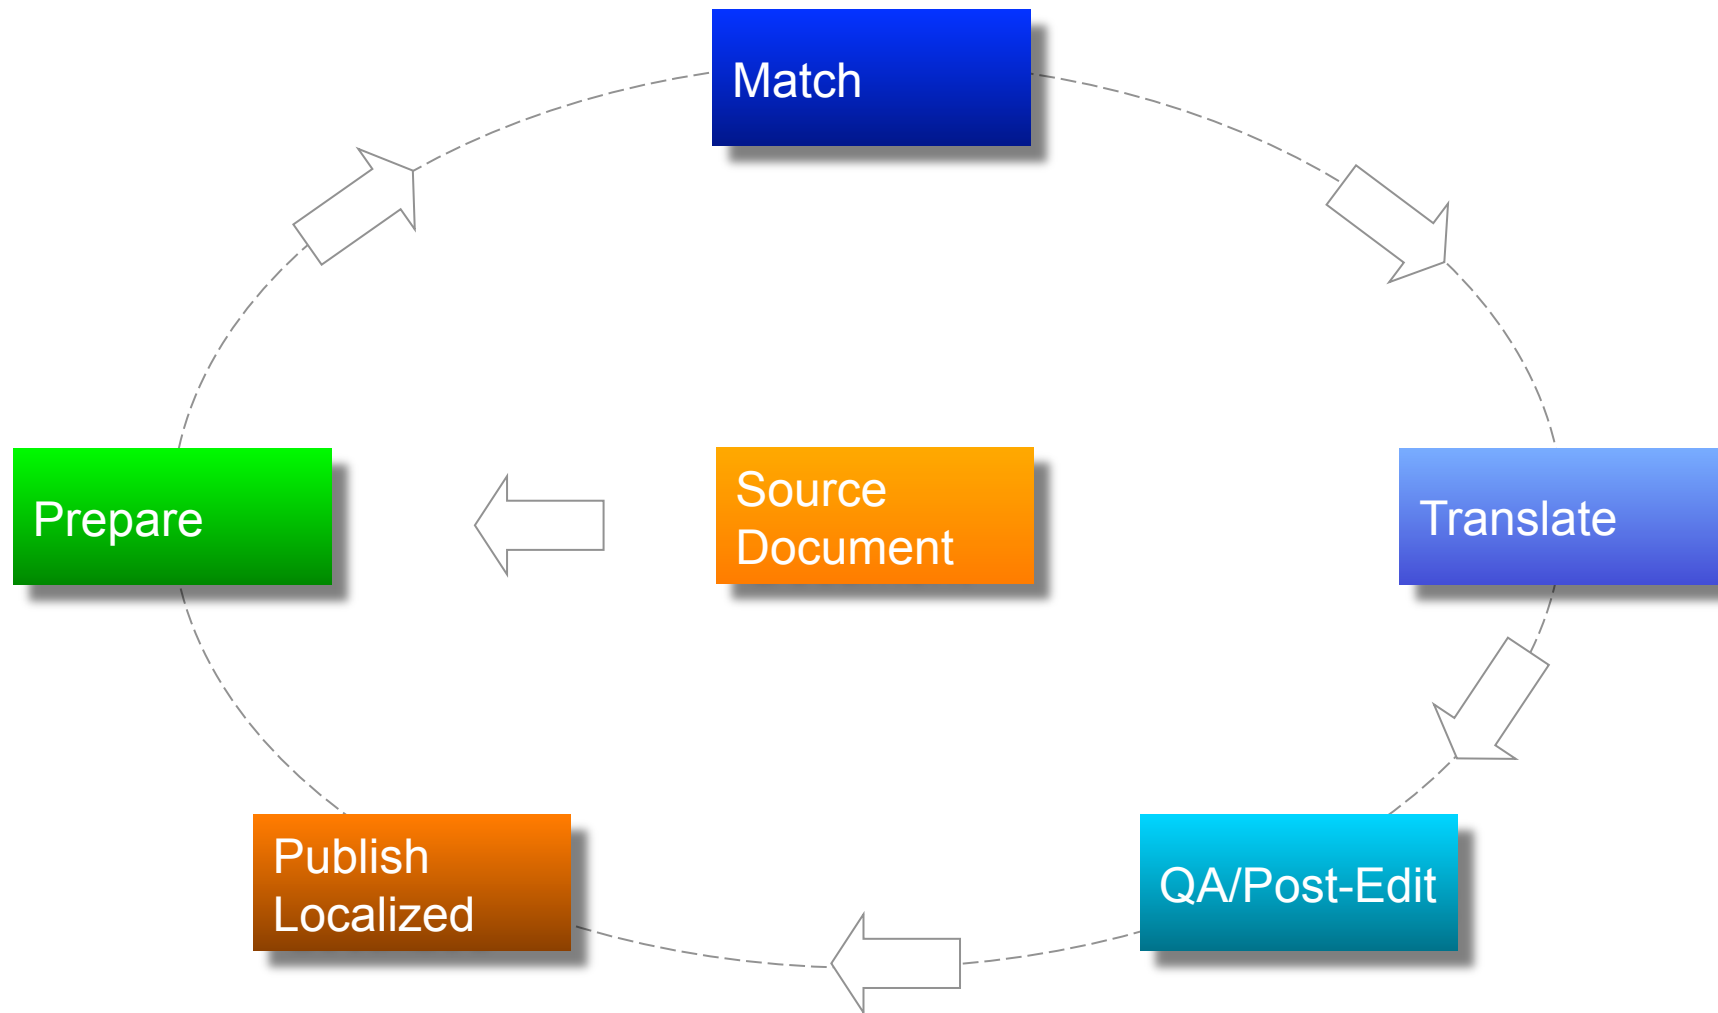 Match
Prepare
Source
Document
Translate
Publish
Localized
QA/Post-Edit